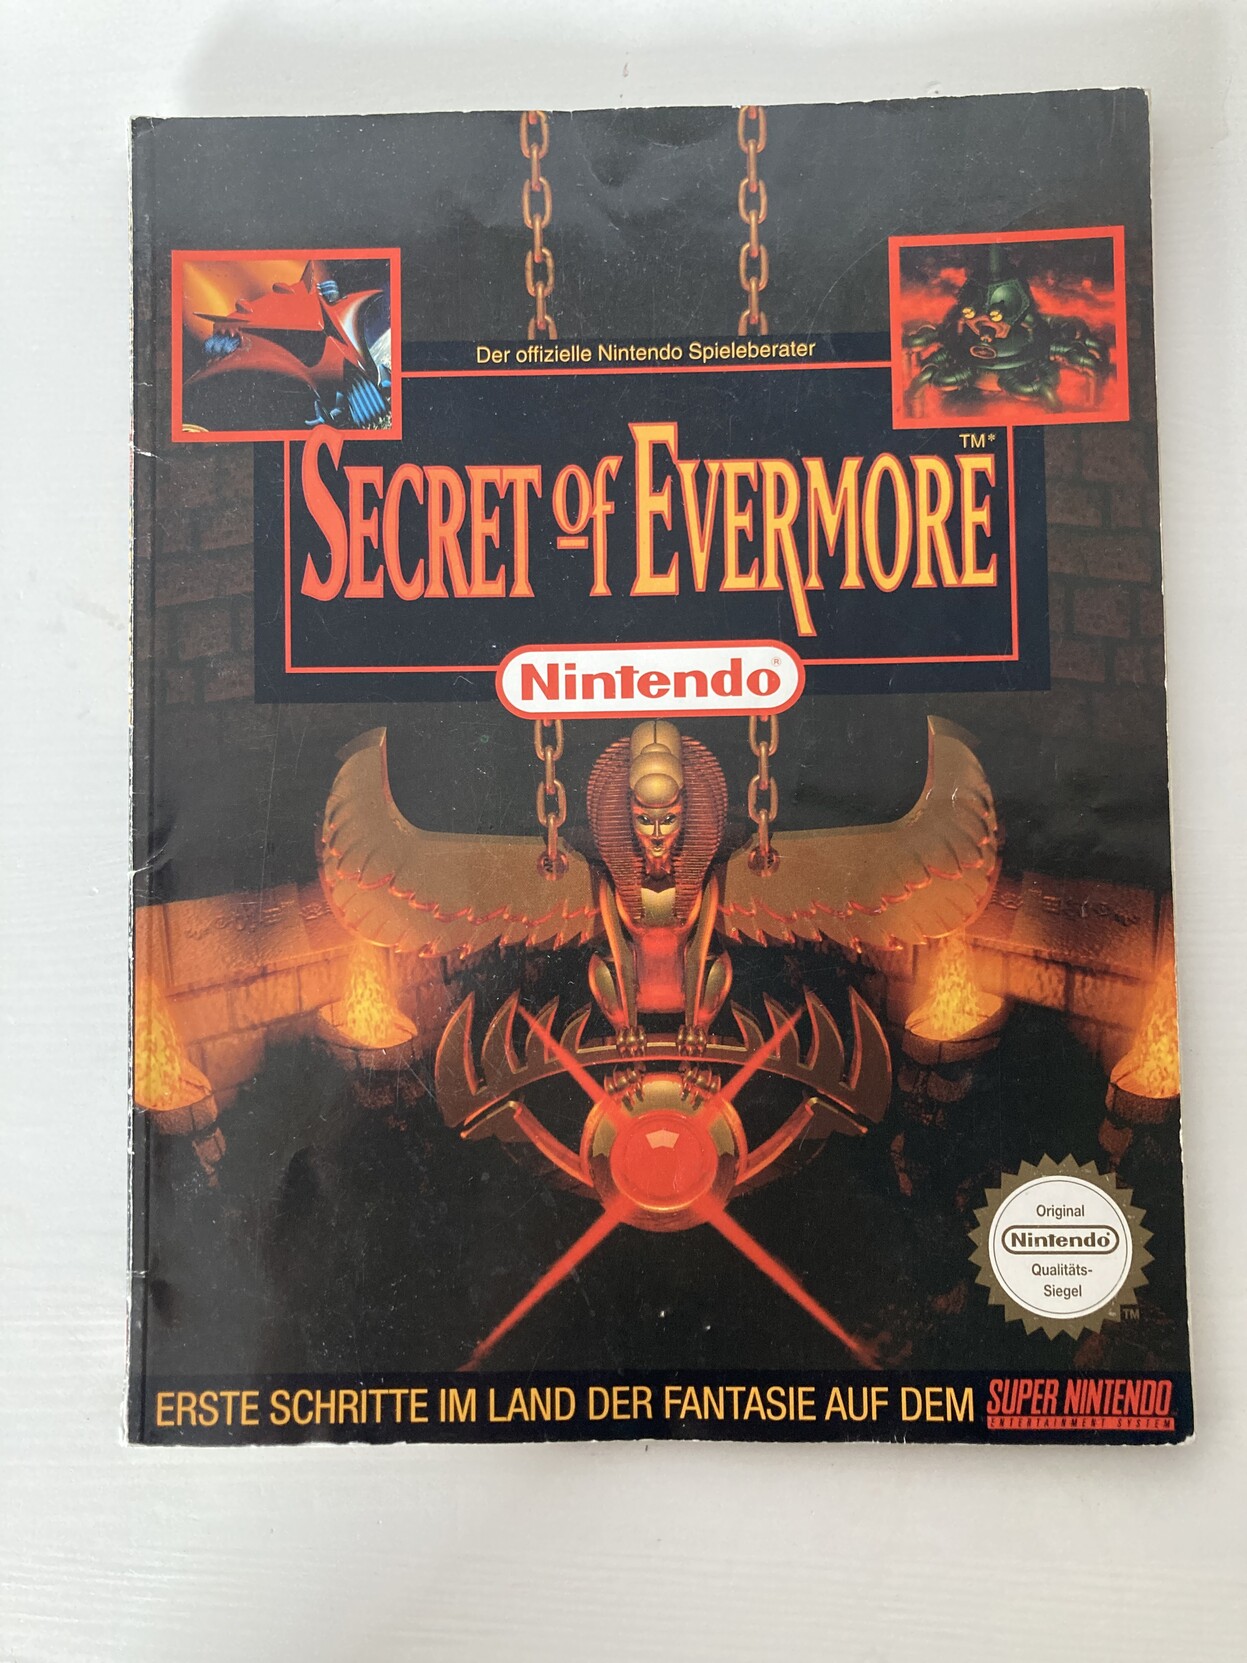 Der offizielle Nintendo Spieleberater
SECRET of EVERMORE
TM*
Nintendo®
Original
Nintendo®
Qualitäts-
Siegel
TM
ERSTE SCHRITTE IM LAND DER FANTASIE AUF DEM SUPER NINTENDO
ENTERTAINMENT SYSTEM